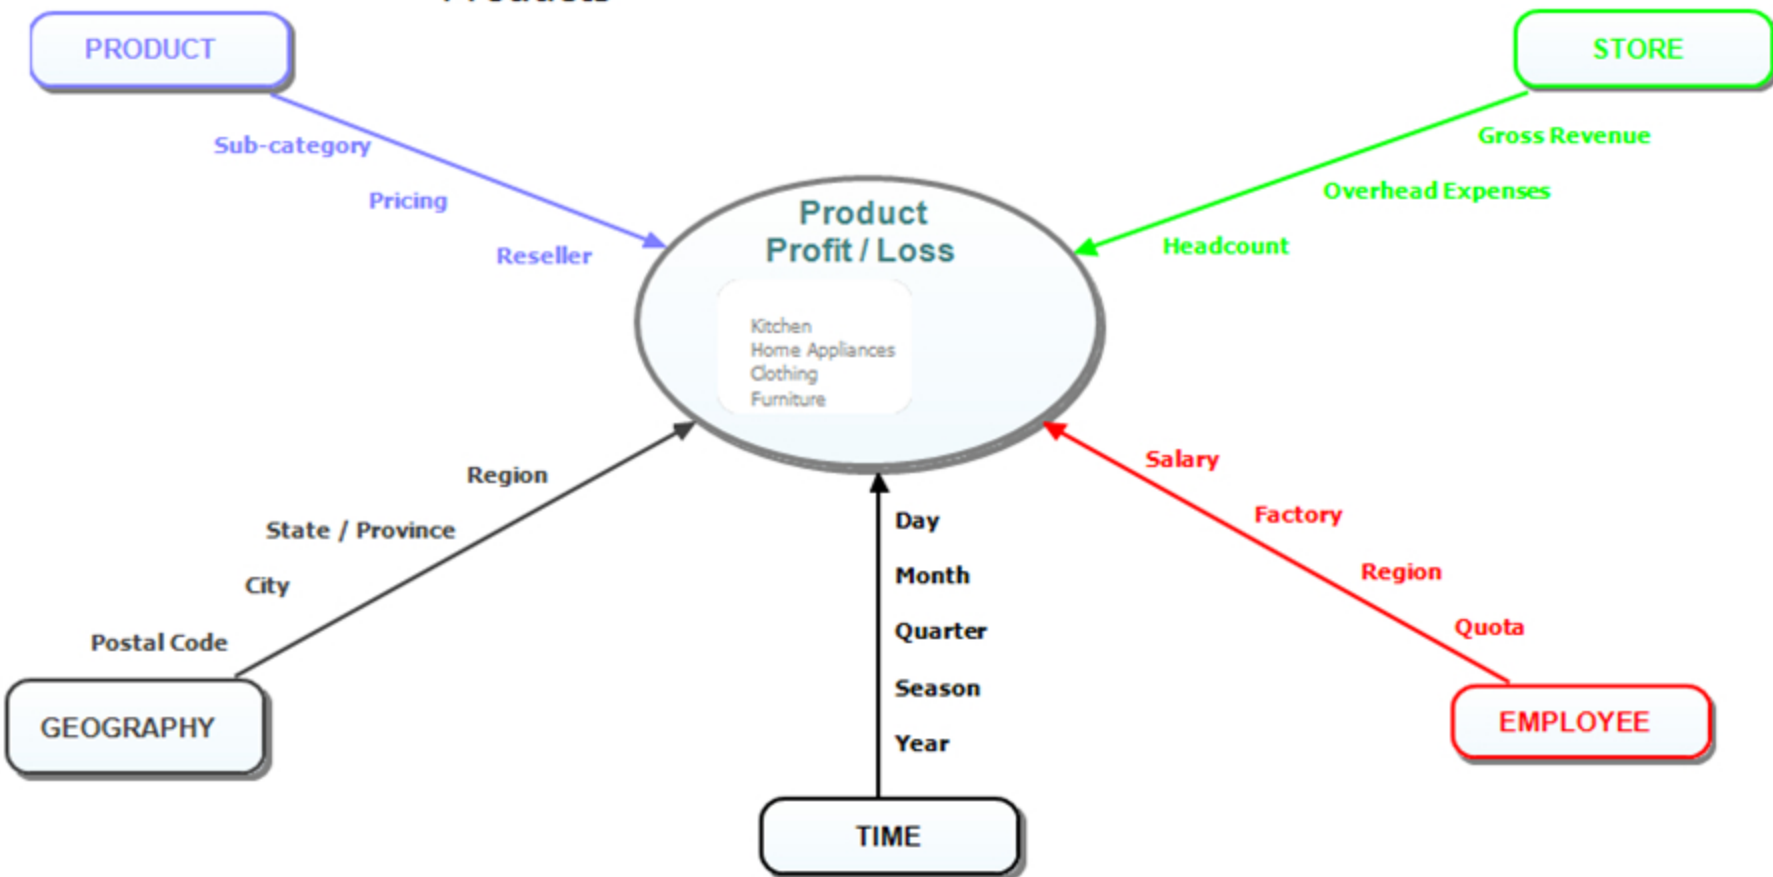 PRODUCT
STORE
Sub-category
Pricing
Reseller
Gross Revenue
Overhead Expenses
Headcount
Product
Profit / Loss
Kitchen
Home Appliances
Clothing
Furniture
Region
State / Province
City
Postal Code
GEOGRAPHY
Day
Month
Quarter
Season
Year
TIME
Salary
Factory
Region
Quota
EMPLOYEE